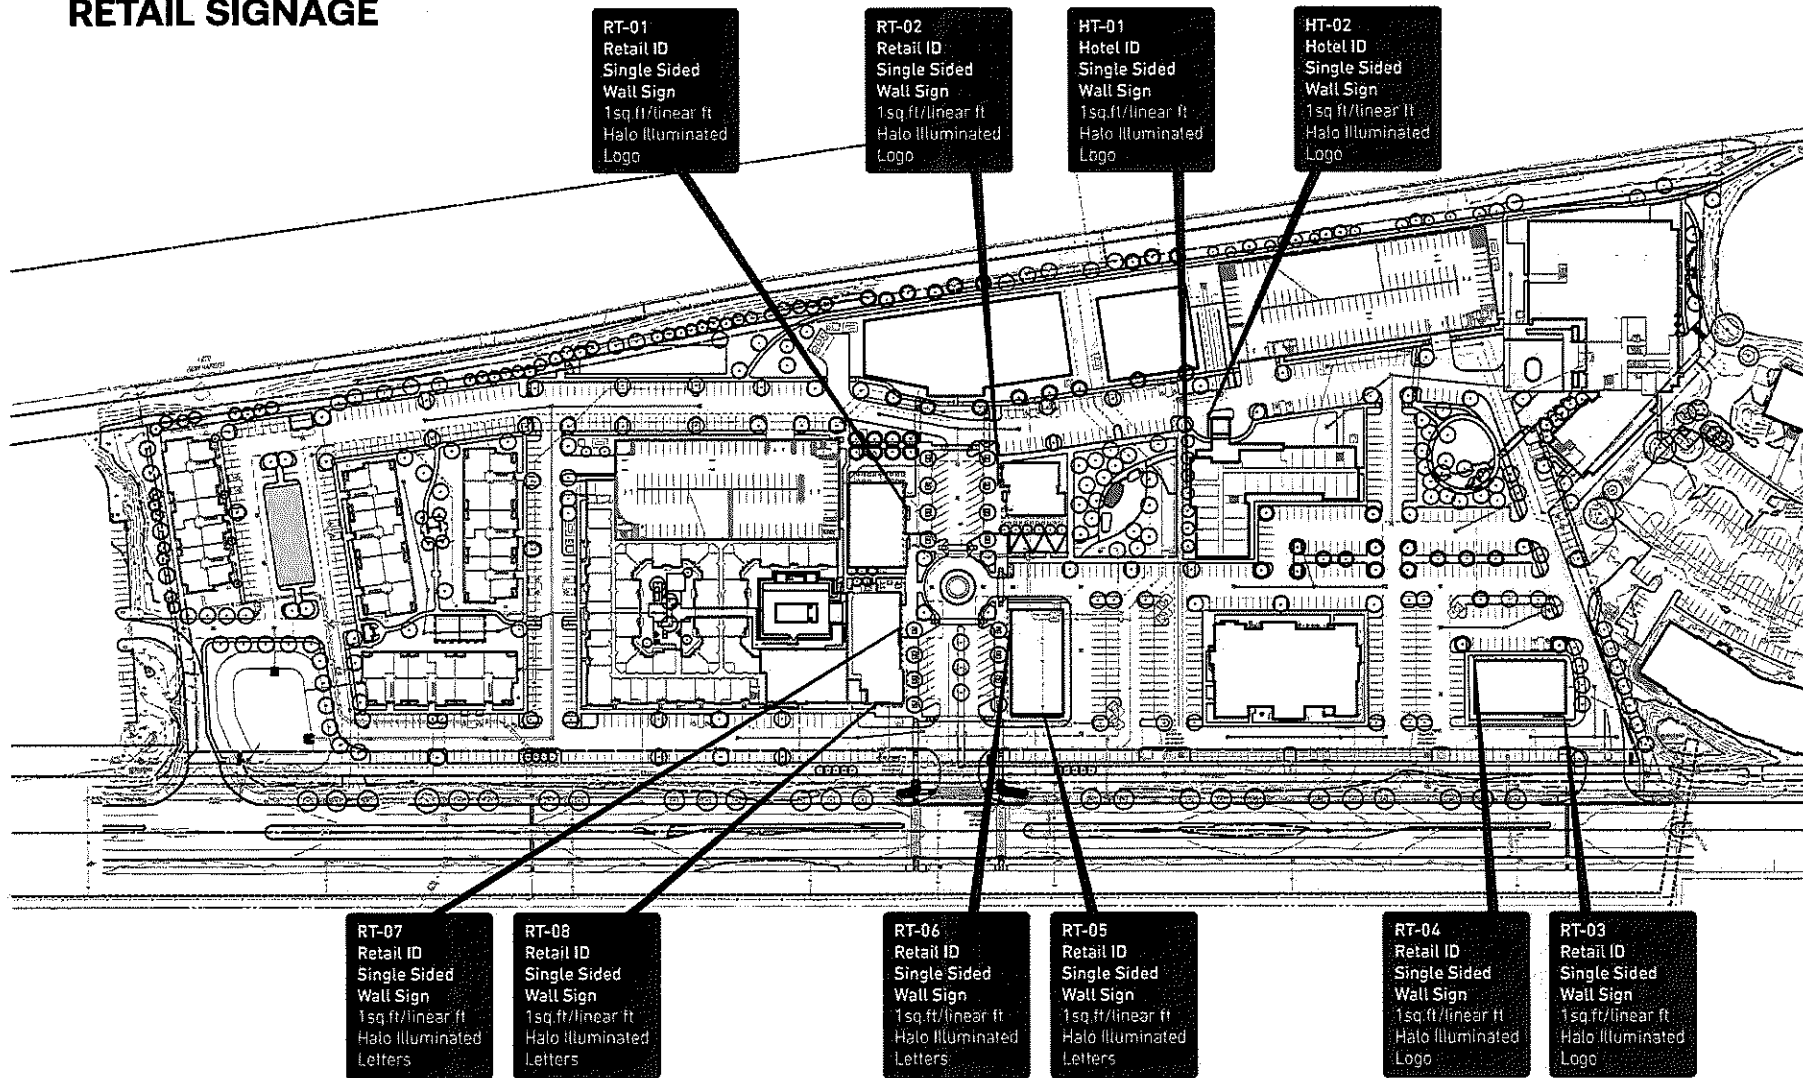 RETAIL SIGNAGE
RT-01
Retail ID
Single Sided
Wall Sign
1sq.ft/linear ft
Halo Illuminated
Logo
RT-02
Retail ID
Single Sided
Wall Sign
1sq.ft/linear ft
Halo Illuminated
Logo
HT-01
Hotel ID
Single Sided
Wall Sign
1sq.ft/linear ft
Halo Illuminated
Logo
HT-02
Hotel ID
Single Sided
Wall Sign
1sq.ft/linear ft
Halo Illuminated
Logo
RT-07
Retail ID
Single Sided
Wall Sign
1sq.ft/linear ft
Halo Illuminated
Letters
RT-08
Retail ID
Single Sided
Wall Sign
1sq.ft/linear ft
Halo Illuminated
Letters
RT-06
Retail ID
Single Sided
Wall Sign
1sq.ft/linear ft
Halo Illuminated
Letters
RT-05
Retail ID
Single Sided
Wall Sign
1sq.ft/linear ft
Halo Illuminated
Letters
RT-04
Retail ID
Single Sided
Wall Sign
1sq.ft/linear ft
Halo Illuminated
Logo
RT-03
Retail ID
Single Sided
Wall Sign
1sq.ft/linear ft
Halo Illuminated
Logo